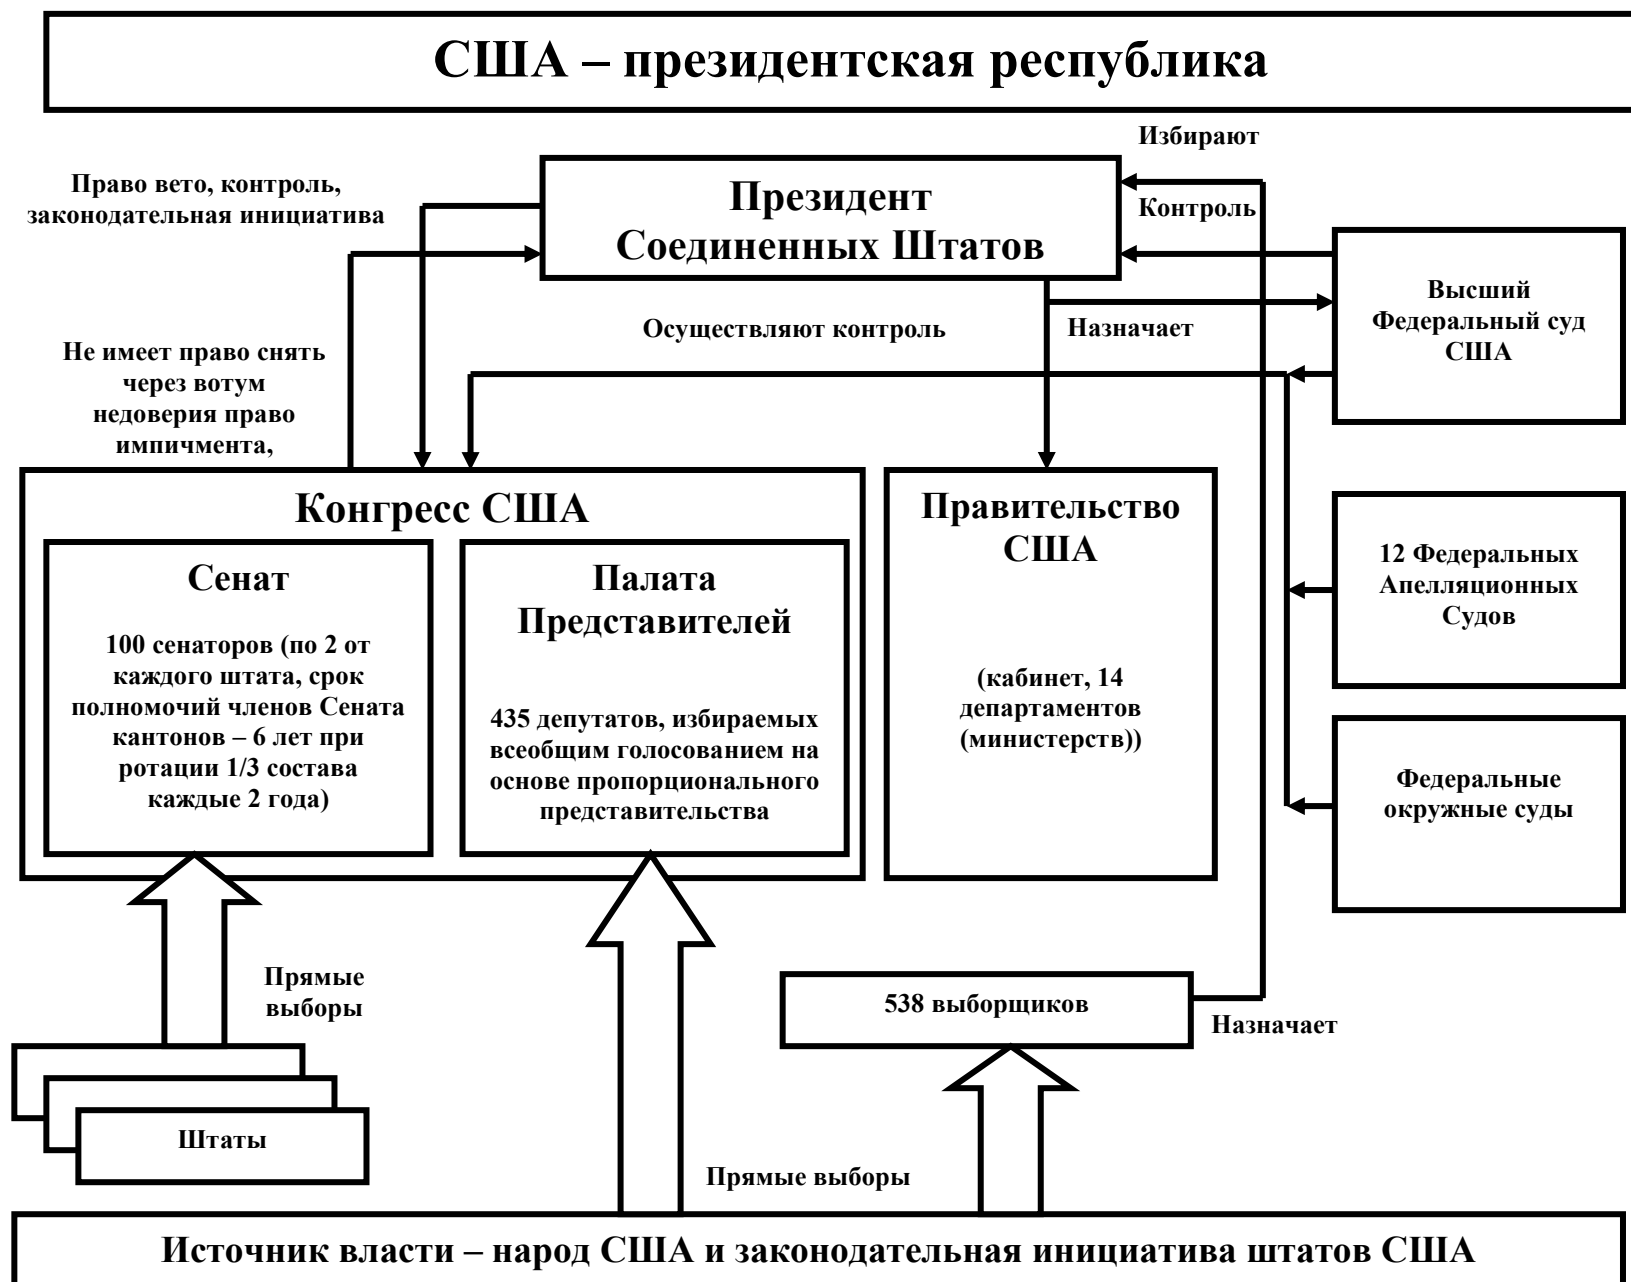 США – президентская республика
Избирают
Право вето, контроль,
законодательная инициатива
Президент
Соединенных Штатов
Контроль
Высший
Федеральный суд
США
Осуществляют контроль
Назначает
Не имеет право снять
через вотум
недоверия право
импичмента,
Конгресс США
Правительство
США
Сенат
100 сенаторов (по 2 от
каждого штата, срок
полномочий членов Сената
кантонов – 6 лет при
ротации 1/3 состава
каждые 2 года)
Палата
Представителей
435 депутатов, избираемых
всеобщим голосованием на
основе пропорционального
представительства
(кабинет, 14
департаментов
(министерств))
12 Федеральных
Апелляционных
Судов
Федеральные
окружные суды
Прямые
выборы
538 выборщиков
Назначает
Штаты
Прямые выборы
Источник власти – народ США и законодательная инициатива штатов США